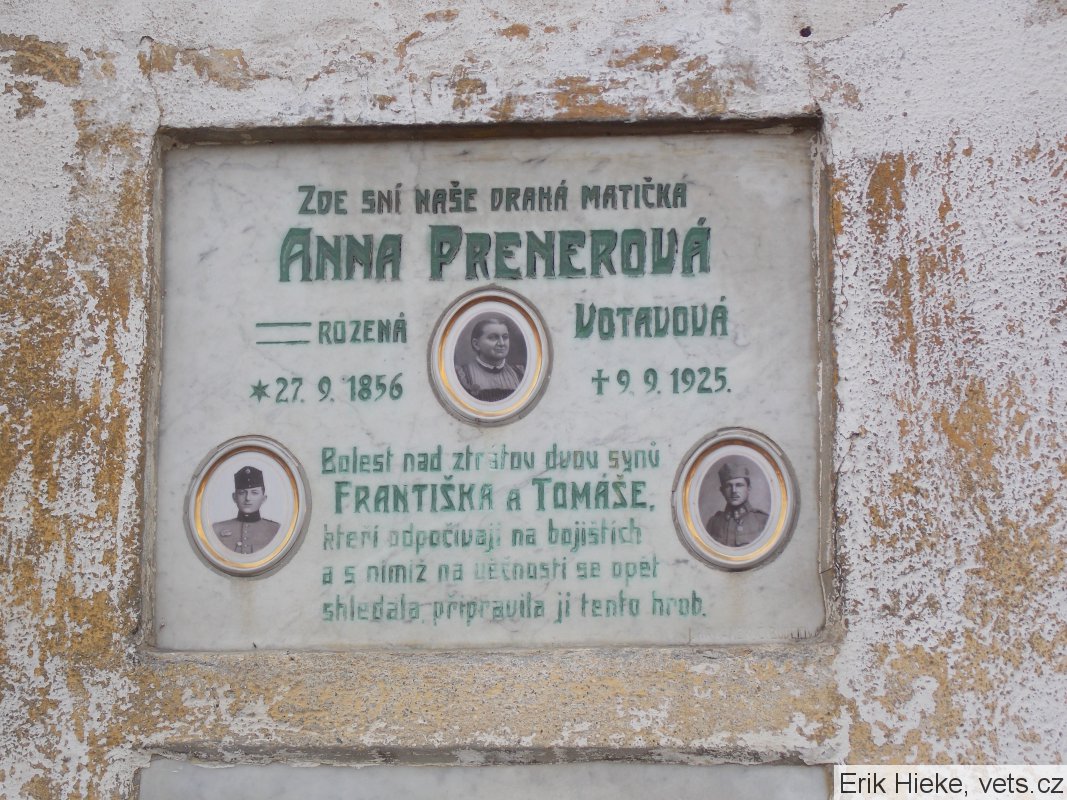 Zde sní naše drahá matička
Anna Prenerová
rozená Votavová
* 27. 9. 1856 † 9. 9. 1925.
Bolest nad ztrátou dvou synů
Františka a Tomáše,
kteří odpočívají na bojištích
a s nimiž na věčnosti se opět
shledala, připravila jí tento hrob.
Erik Hieke, vets.cz